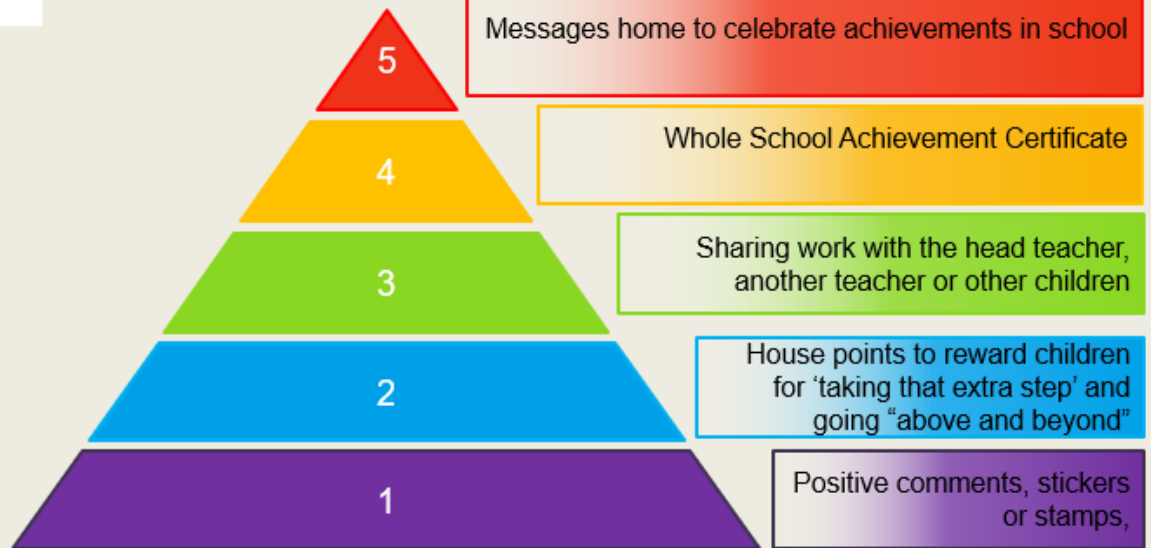 5
Messages home to celebrate achievements in school
4
Whole School Achievement Certificate
3
Sharing work with the head teacher,
another teacher or other children
2
House points to reward children
for ‘taking that extra step’ and
going “above and beyond”
1
Positive comments, stickers
or stamps,